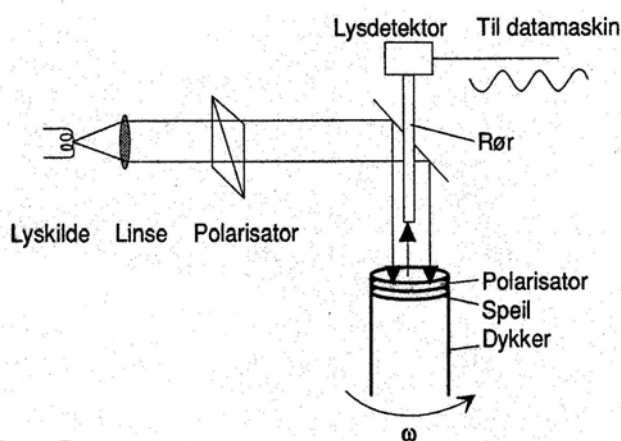 Lysdetektor Til datamaskin
Rør
Lyskilde Linse Polarisator
Polarisator
Speil
Dykker
ω